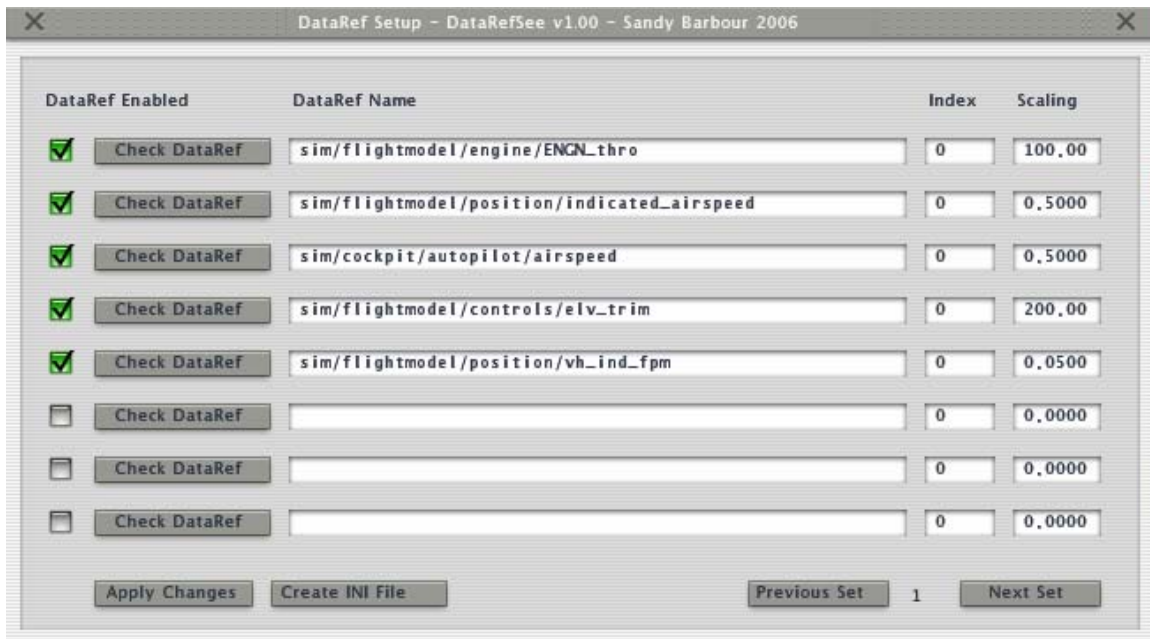 DataRef Setup - DataRefSee v1.00 - Sandy Barbour 2006
DataRef Enabled DataRef Name Index Scaling
Check DataRef sim/flightmodel/engine/ENGN_thro 0 100.00
Check DataRef sim/flightmodel/position/indicated_airspeed 0 0.5000
Check DataRef sim/cockpit/autopilot/airspeed 0 0.5000
Check DataRef sim/flightmodel/controls/elv_trim 0 200.00
Check DataRef sim/flightmodel/position/vh_ind_fpm 0 0.0500
Check DataRef 0 0.0000
Check DataRef 0 0.0000
Check DataRef 0 0.0000
Apply Changes Create INI File Previous Set 1 Next Set